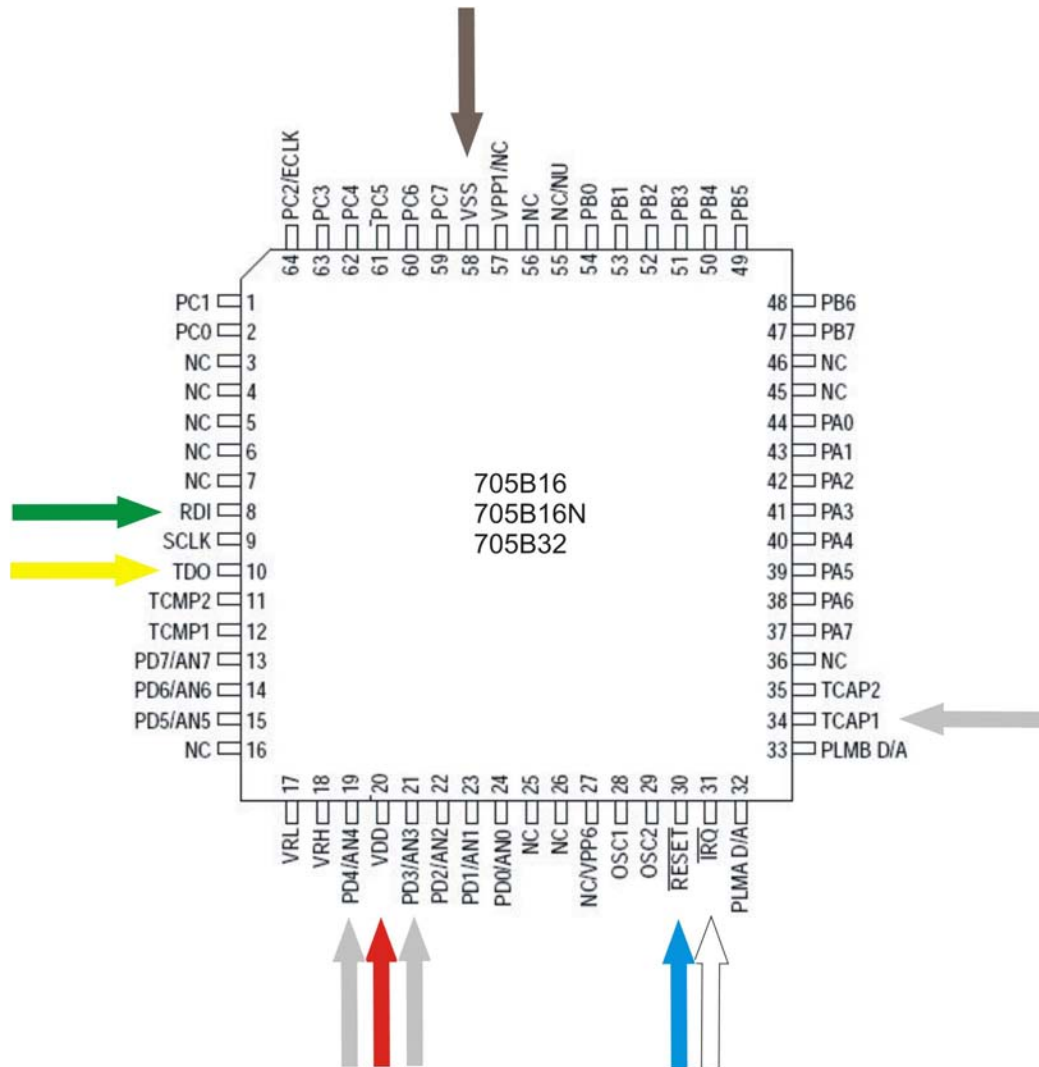 PC2/ECLK
PC3
PC4
PC5
PC6
PC7
VSS
VPP1/NC
NC
NC/NU
PB0
PB1
PB2
PB3
PB4
PB5
64 63 62 61 60 59 58 57 56 55 54 53 52 51 50 49
PC1 1
PC0 2
NC 3
NC 4
NC 5
NC 6
NC 7
RDI 8
SCLK 9
TDO 10
TCMP2 11
TCMP1 12
PD7/AN7 13
PD6/AN6 14
PD5/AN5 15
NC 16
705B16
705B16N
705B32
48 PB6
47 PB7
46 NC
45 NC
44 PA0
43 PA1
42 PA2
41 PA3
40 PA4
39 PA5
38 PA6
37 PA7
36 NC
35 TCAP2
34 TCAP1
33 PLMB D/A
17 18 19 20 21 22 23 24 25 26 27 28 29 30 31 32
VRL
VRH
PD4/AN4
VDD
PD3/AN3
PD2/AN2
PD1/AN1
PD0/AN0
NC
NC
NC/VPP6
OSC1
OSC2
RESET
IRQ
PLMA D/A